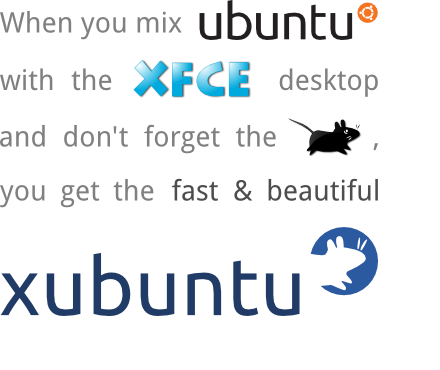 When you mix ubuntu
with the XFCE desktop
and don't forget the ,
you get the fast & beautiful
xubuntu